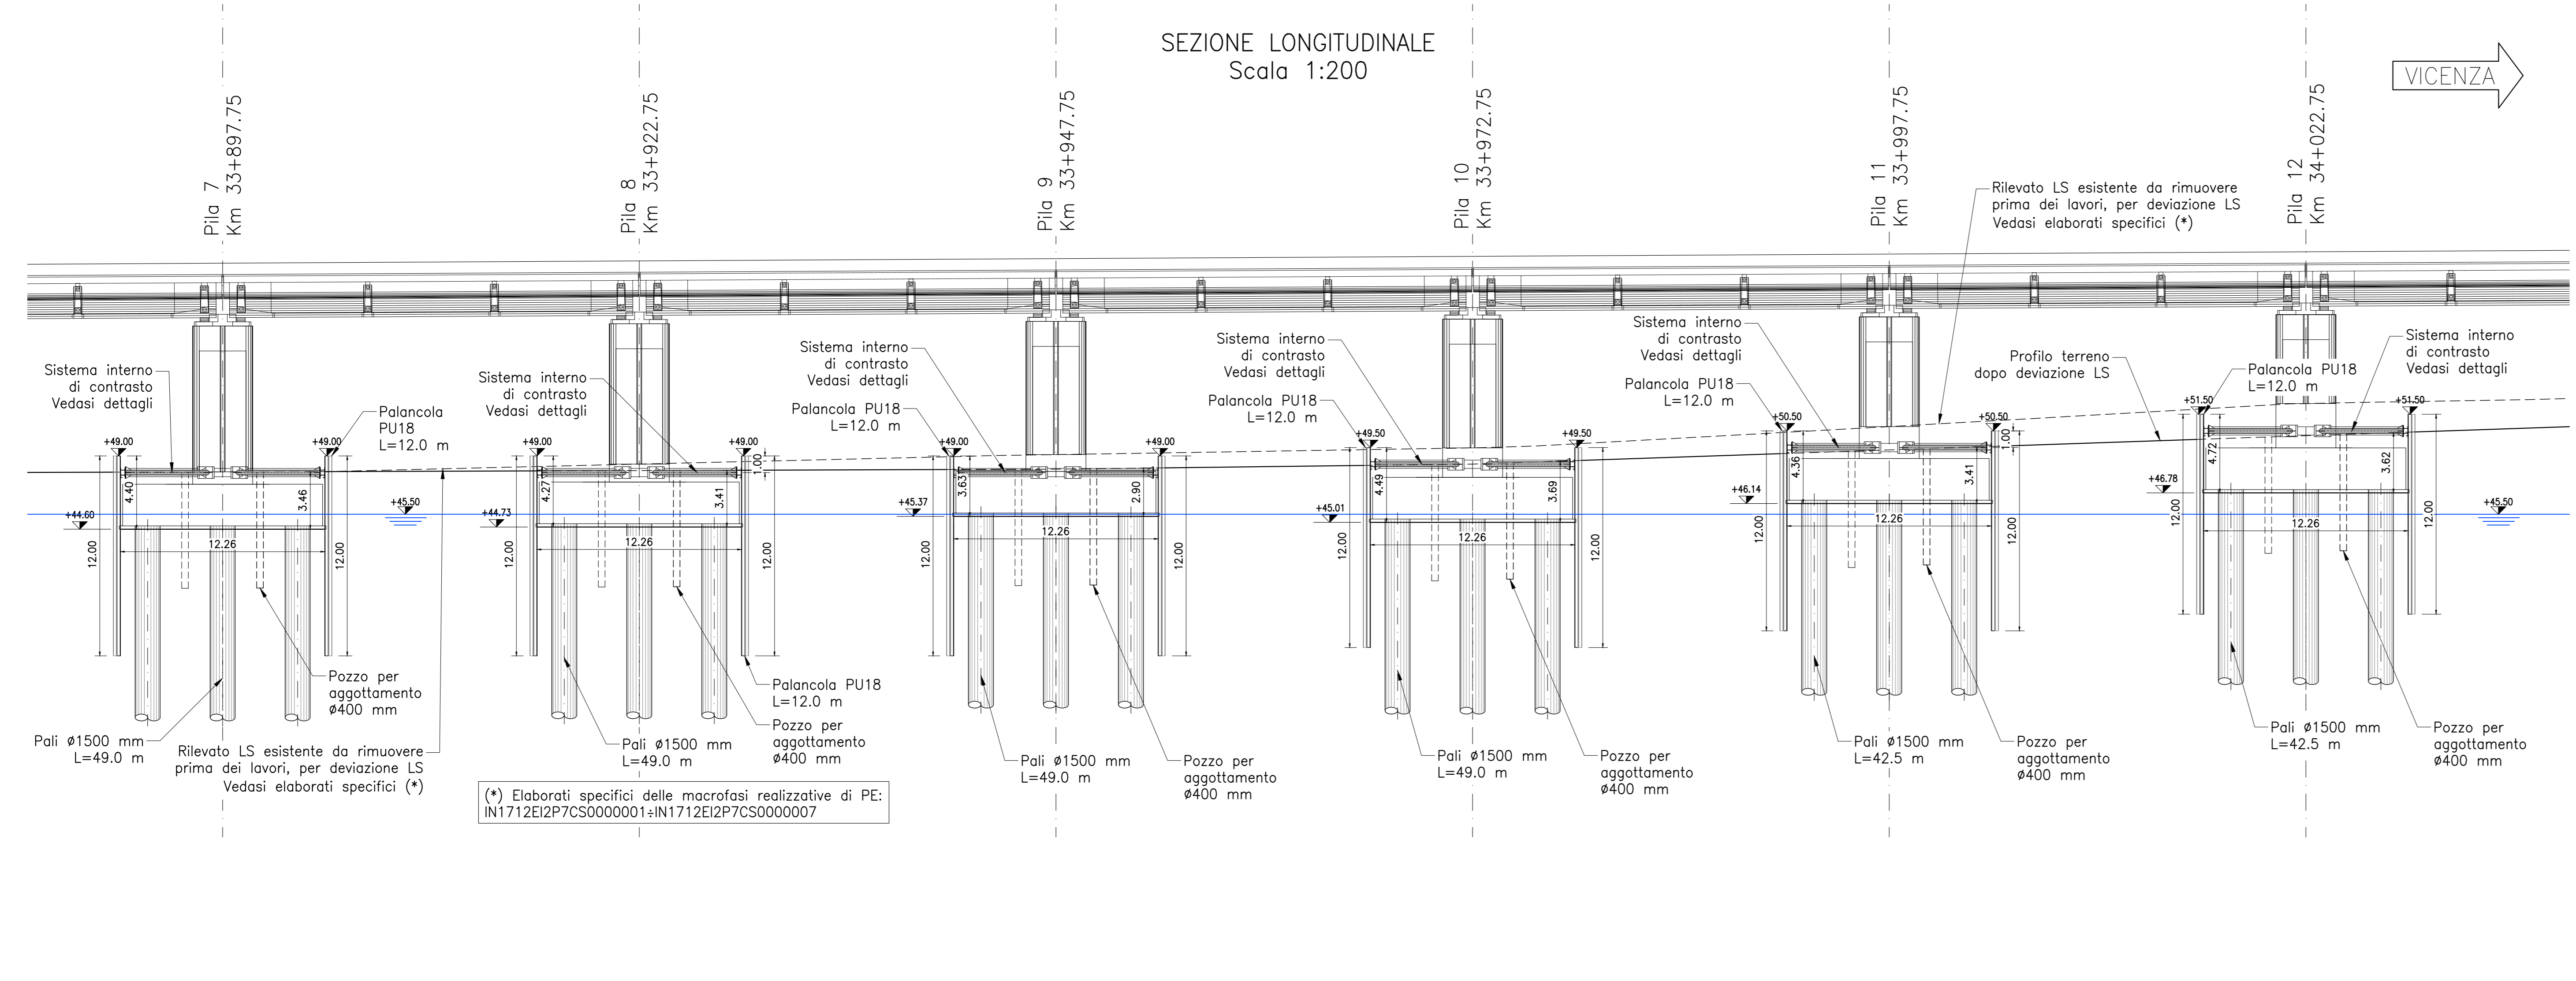 SEZIONE LONGITUDINALE
Scala 1:200
VICENZA
Pila 7
Km 33+897.75
Pila 8
Km 33+922.75
Pila 9
Km 33+947.75
Pila 10
Km 33+972.75
Pila 11
Km 33+997.75
Pila 12
Km 34+022.75
Rilevato LS esistente da rimuovere
prima dei lavori, per deviazione LS
Vedasi elaborati specifici (*)
Sistema interno
di contrasto
Vedasi dettagli
Palancola
PU18
L=12.0 m
+49.00
+49.00
4.40
3.46
+44.60
+45.50
12.26
12.00
12.00
Pozzo per
aggottamento
ø400 mm
Pali ø1500 mm
L=49.0 m
Rilevato LS esistente da rimuovere
prima dei lavori, per deviazione LS
Vedasi elaborati specifici (*)
Sistema interno
di contrasto
Vedasi dettagli
+49.00
+49.00
1.00
4.27
3.41
+44.73
12.26
12.00
12.00
Palancola PU18
L=12.0 m
Pozzo per
aggottamento
ø400 mm
Pali ø1500 mm
L=49.0 m
(*) Elaborati specifici delle macrofasi realizzative di PE:
IN1712EI2P7CS0000001÷IN1712EI2P7CS0000007
Sistema interno
di contrasto
Vedasi dettagli
Palancola PU18
L=12.0 m
+49.00
+49.00
3.63
2.90
+45.37
12.26
12.00
12.00
Pali ø1500 mm
L=49.0 m
Pozzo per
aggottamento
ø400 mm
Sistema interno
di contrasto
Vedasi dettagli
Palancola PU18
L=12.0 m
+49.50
+49.50
4.49
3.69
+45.01
12.26
12.00
12.00
Pali ø1500 mm
L=49.0 m
Pozzo per
aggottamento
ø400 mm
Sistema interno
di contrasto
Vedasi dettagli
Palancola PU18
L=12.0 m
+50.50
+50.50
1.00
4.36
3.41
+46.14
12.26
12.00
12.00
Pali ø1500 mm
L=42.5 m
Pozzo per
aggottamento
ø400 mm
Profilo terreno
dopo deviazione LS
Palancola PU18
L=12.0 m
Sistema interno
di contrasto
Vedasi dettagli
+51.50
+51.50
4.72
3.62
+46.78
+45.50
12.26
12.00
12.00
Pali ø1500 mm
L=42.5 m
Pozzo per
aggottamento
ø400 mm